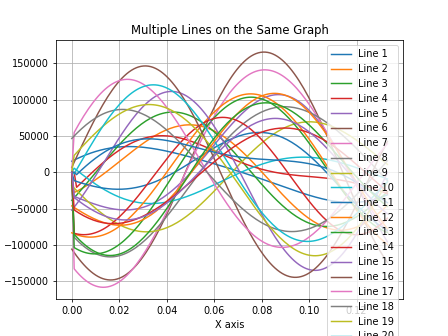 Multiple Lines on the Same Graph
150000
100000
50000
0
−50000
−100000
−150000
0.00
0.02
0.04
0.06
0.08
0.10
X axis
Line 1
Line 2
Line 3
Line 4
Line 5
Line 6
Line 7
Line 8
Line 9
Line 10
Line 11
Line 12
Line 13
Line 14
Line 15
Line 16
Line 17
Line 18
Line 19
Line 20